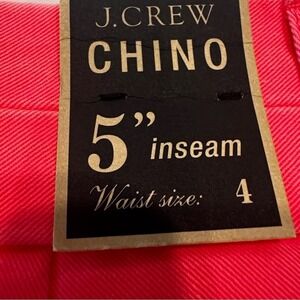 J.CREW
CHINO
5” inseam
Waist size: 4